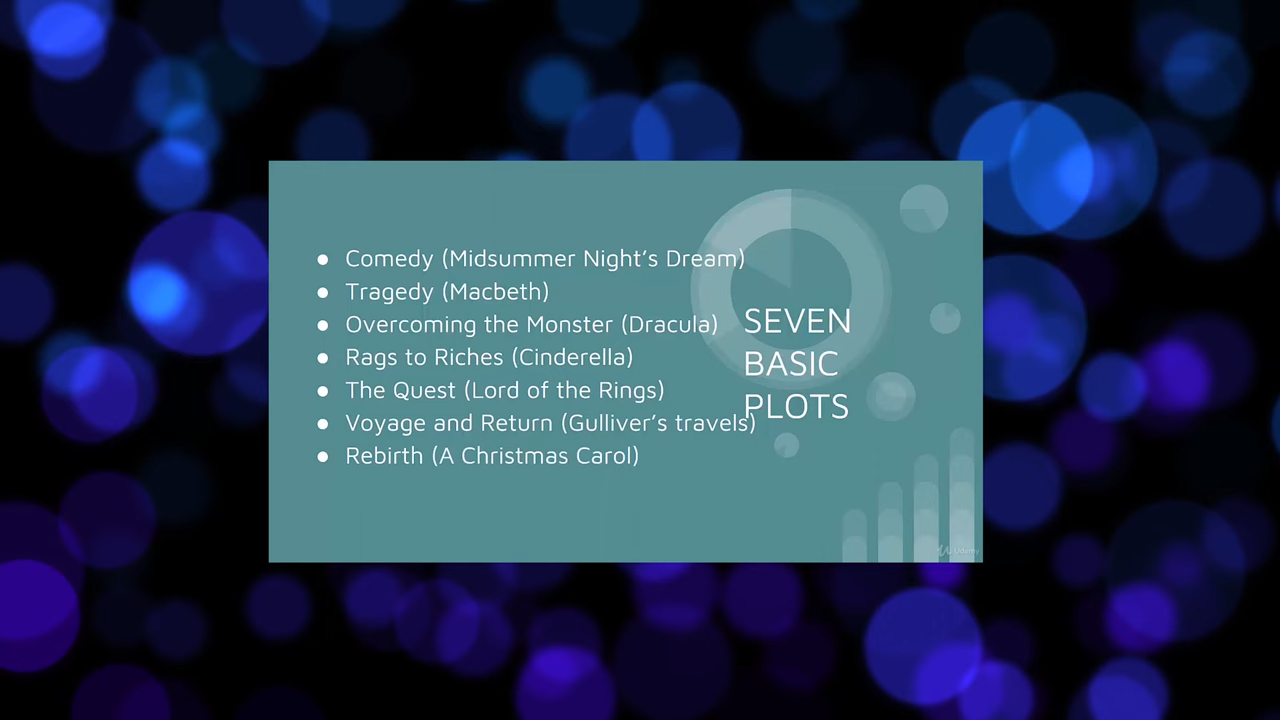 ● Comedy (Midsummer Night’s Dream)
● Tragedy (Macbeth)
● Overcoming the Monster (Dracula)
● Rags to Riches (Cinderella)
● The Quest (Lord of the Rings)
● Voyage and Return (Gulliver’s travels)
● Rebirth (A Christmas Carol)
SEVEN
BASIC
PLOTS
Udemy